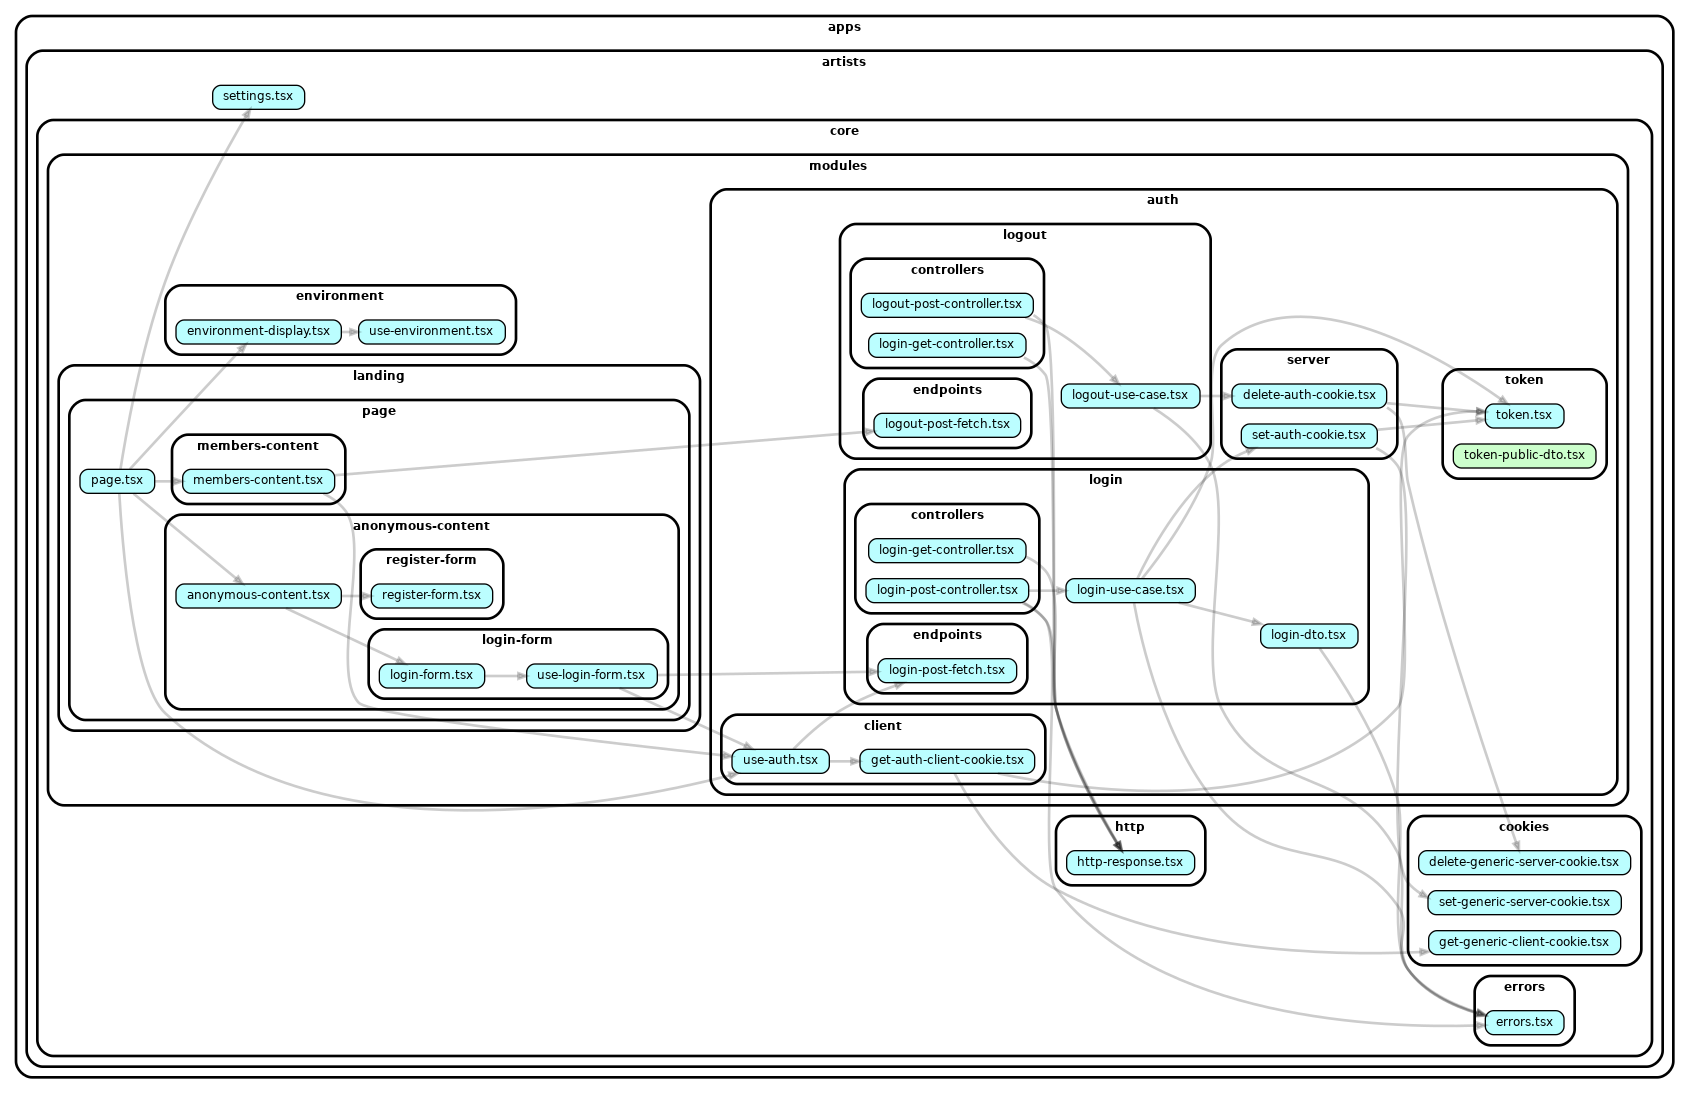 apps
artists
settings.tsx
core
modules
auth
logout
controllers
logout-post-controller.tsx
login-get-controller.tsx
endpoints
logout-post-fetch.tsx
logout-use-case.tsx
server
delete-auth-cookie.tsx
set-auth-cookie.tsx
token
token.tsx
token-public-dto.tsx
environment
environment-display.tsx
use-environment.tsx
landing
page
members-content
page.tsx
members-content.tsx
anonymous-content
register-form
anonymous-content.tsx
register-form.tsx
login-form
login-form.tsx
use-login-form.tsx
login
controllers
login-get-controller.tsx
login-post-controller.tsx
login-use-case.tsx
endpoints
login-post-fetch.tsx
login-dto.tsx
client
use-auth.tsx
get-auth-client-cookie.tsx
http
http-response.tsx
cookies
delete-generic-server-cookie.tsx
set-generic-server-cookie.tsx
get-generic-client-cookie.tsx
errors
errors.tsx